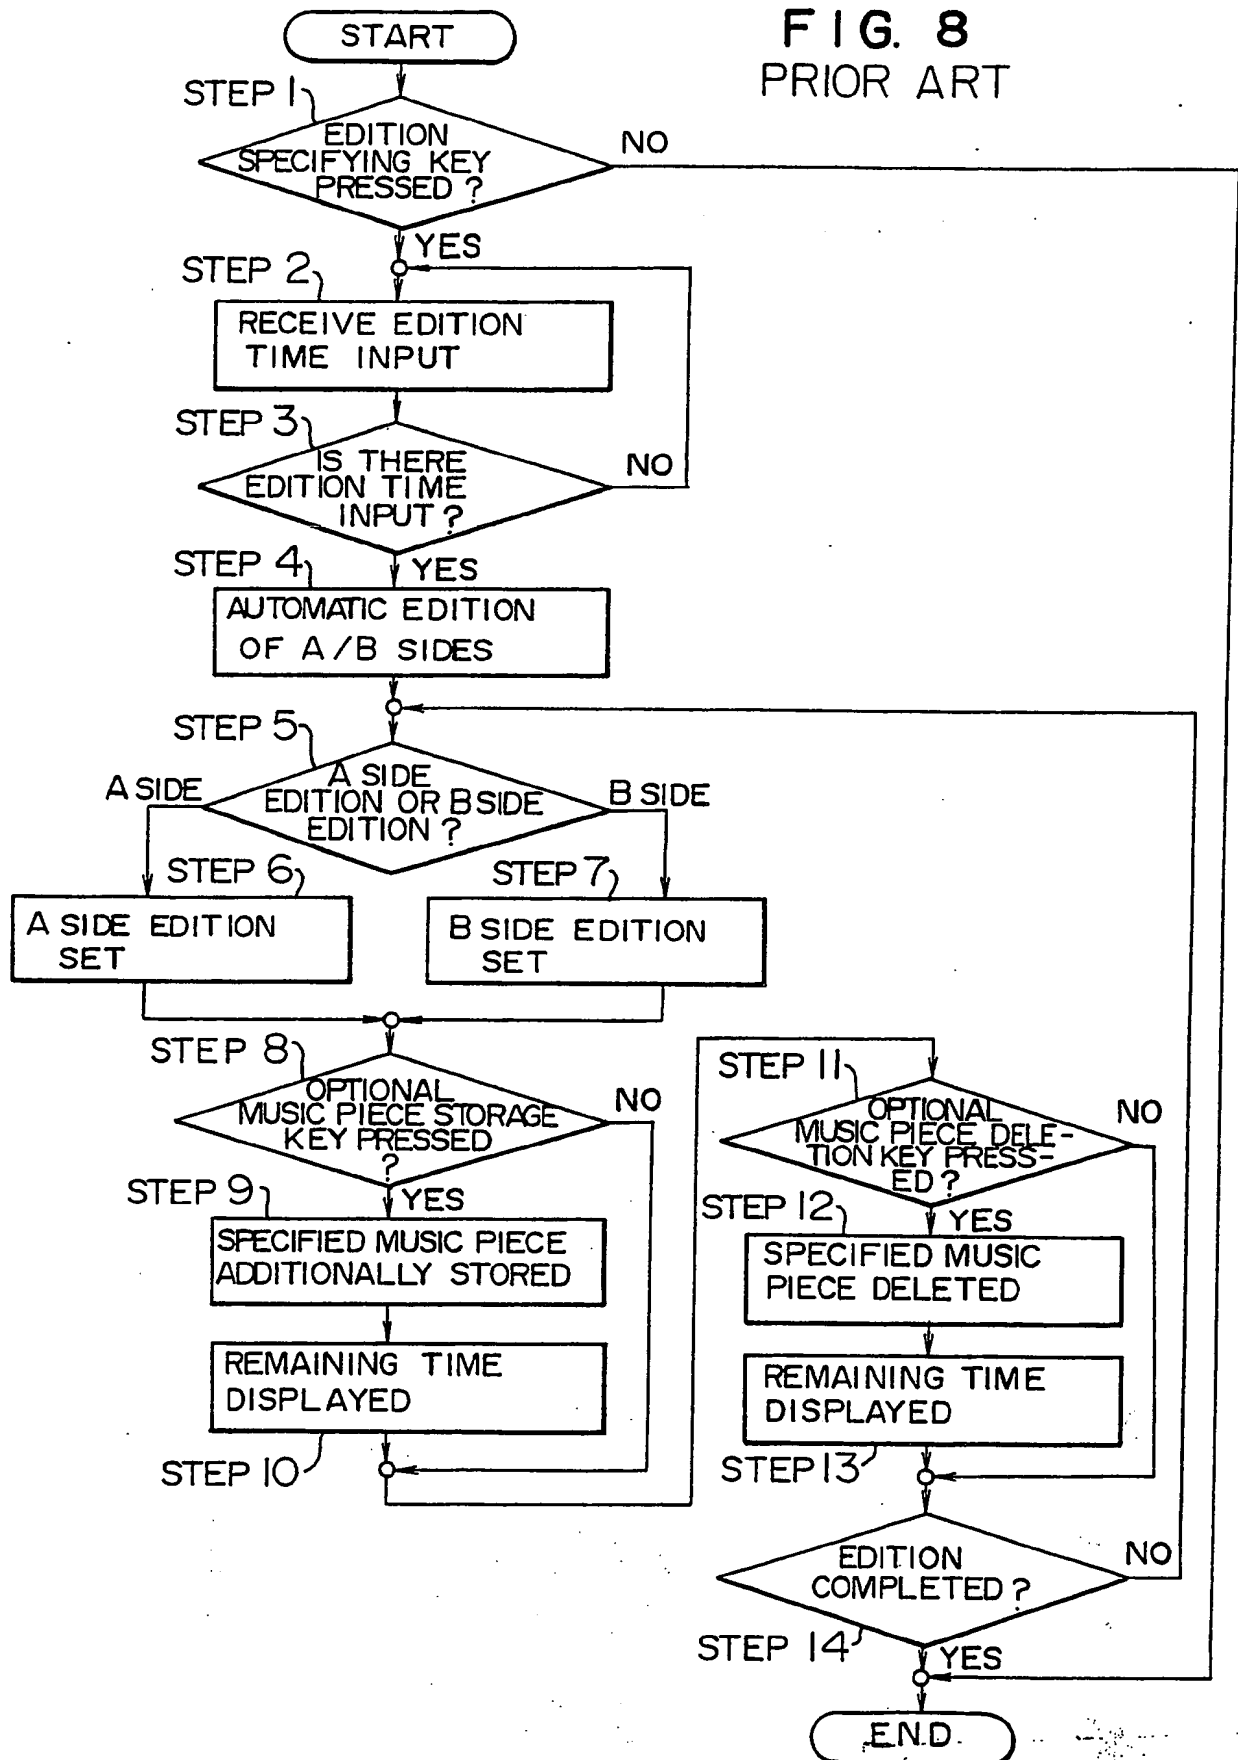 FIG. 8
PRIOR ART
START
STEP 1
EDITION
SPECIFYING KEY
PRESSED ?
NO
YES
STEP 2
RECEIVE EDITION
TIME INPUT
STEP 3
IS THERE
EDITION TIME
INPUT ?
NO
YES
STEP 4
AUTOMATIC EDITION
OF A/B SIDES
STEP 5
A SIDE
EDITION OR B SIDE
EDITION ?
A SIDE
B SIDE
STEP 6
A SIDE EDITION
SET
STEP 7
B SIDE EDITION
SET
STEP 8
OPTIONAL
MUSIC PIECE STORAGE
KEY PRESSED
?
NO
YES
STEP 9
SPECIFIED MUSIC PIECE
ADDITIONALLY STORED
REMAINING TIME
DISPLAYED
STEP 10
STEP 11
OPTIONAL
MUSIC PIECE DELE-
TION KEY PRESS-
ED ?
NO
YES
STEP 12
SPECIFIED MUSIC
PIECE DELETED
REMAINING TIME
DISPLAYED
STEP 13
EDITION
COMPLETED ?
NO
STEP 14
YES
END